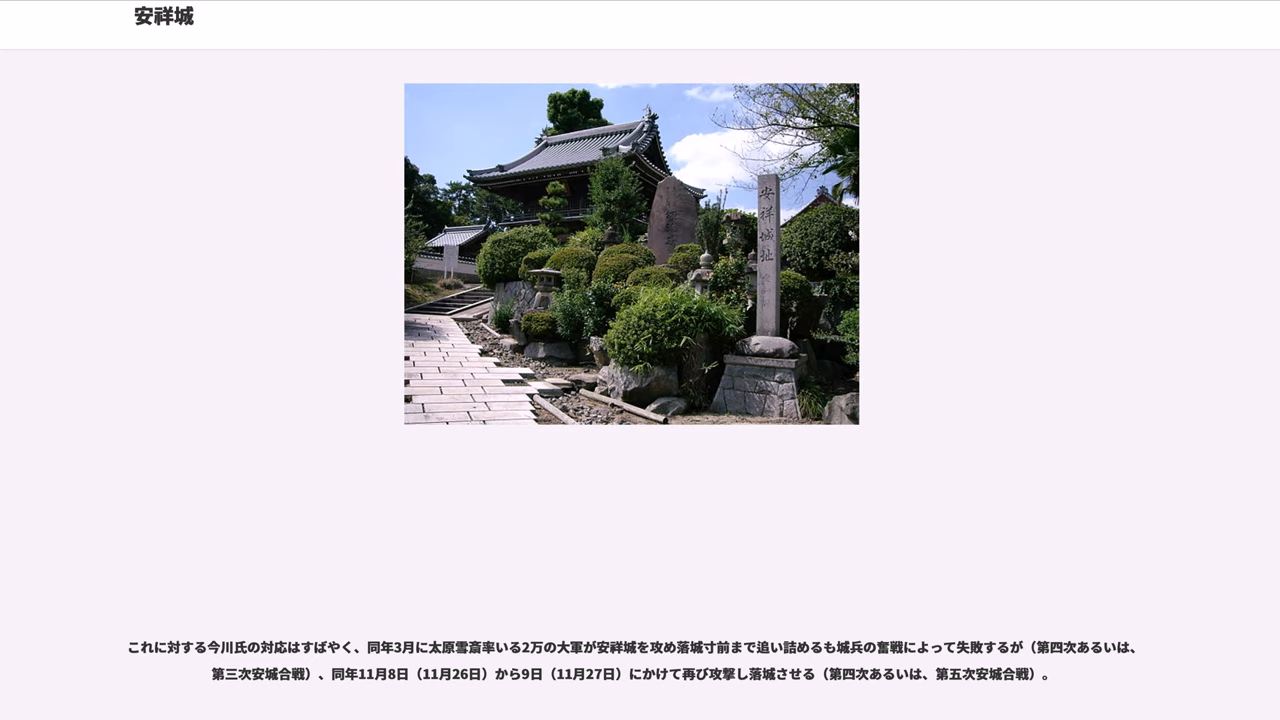 安祥城
安祥城址
これに対する今川氏の対応はすばやく、同年3月に太原雪斎率いる2万の大軍が安祥城を攻め落城寸前まで追い詰めるも城兵の奮戦によって失敗するが（第四次あるいは、
第三次安城合戦）、同年11月8日（11月26日）から9日（11月27日）にかけて再び攻撃し落城させる（第四次あるいは、第五次安城合戦）。